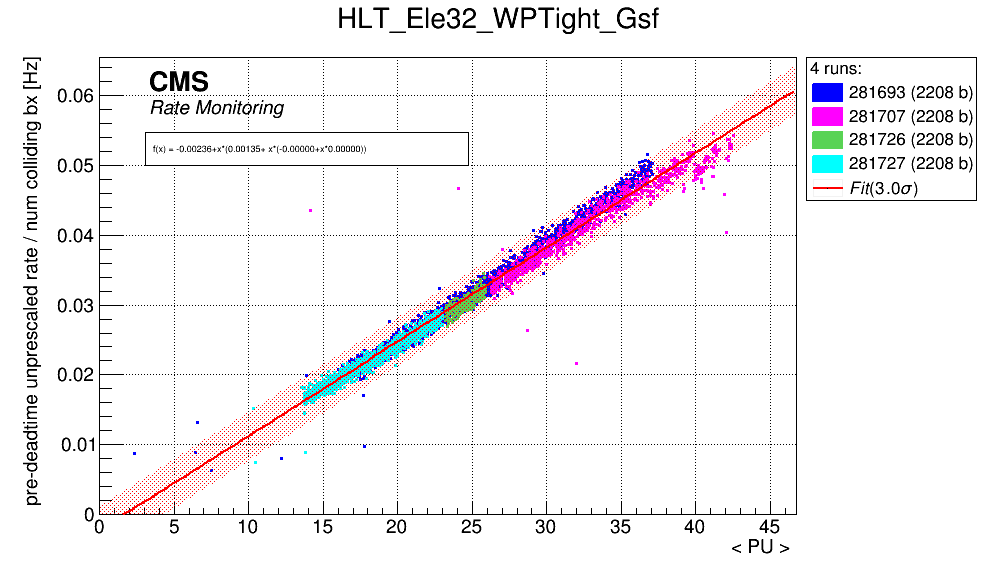 HLT_Ele32_WPTight_Gsf
pre-deadtime unprescaled rate / num colliding bx [Hz]
CMS
Rate Monitoring
f(x) = -0.00236+x*(0.00135+ x*(-0.00000+x*0.00000))
4 runs:
281693 (2208 b)
281707 (2208 b)
281726 (2208 b)
281727 (2208 b)
Fit(3.0σ)
0.06
0.05
0.04
0.03
0.02
0.01
0
0 5 10 15 20 25 30 35 40 45
< PU >